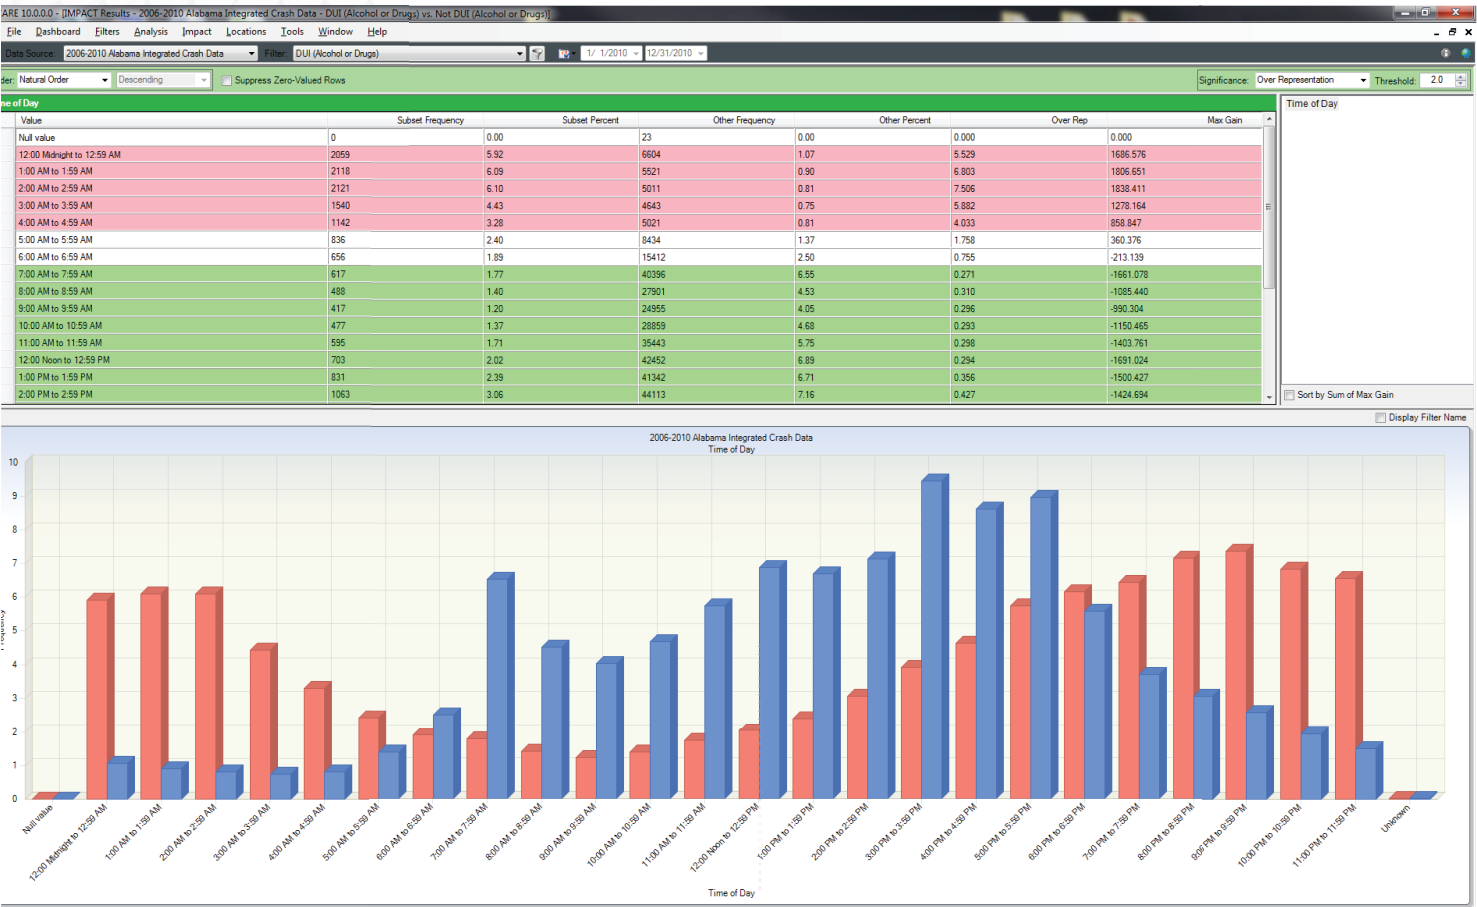 CARE 10.0.0.0 - [IMPACT Results - 2006-2010 Alabama Integrated Crash Data - DUI (Alcohol or Drugs) vs. Not DUI (Alcohol or Drugs)]
File Dashboard Filters Analysis Impact Locations Tools Window Help
Data Source: 2006-2010 Alabama Integrated Crash Data Filter: DUI (Alcohol or Drugs) 1/ 1/2010 12/31/2010
der: Natural Order Descending Suppress Zero-Valued Rows Significance: Over Representation Threshold: 2.0
ne of Day Time of Day
Value Subset Frequency Subset Percent Other Frequency Other Percent Over Rep Max Gain
Null value 0 0.00 23 0.00 0.000 0.000
12:00 Midnight to 12:59 AM 2059 5.92 6604 1.07 5.529 1686.576
1:00 AM to 1:59 AM 2118 6.09 5521 0.90 6.803 1806.651
2:00 AM to 2:59 AM 2121 6.10 5011 0.81 7.506 1838.411
3:00 AM to 3:59 AM 1540 4.43 4643 0.75 5.882 1278.164
4:00 AM to 4:59 AM 1142 3.28 5021 0.81 4.033 858.847
5:00 AM to 5:59 AM 836 2.40 8434 1.37 1.758 360.376
6:00 AM to 6:59 AM 656 1.89 15412 2.50 0.755 -213.139
7:00 AM to 7:59 AM 617 1.77 40396 6.55 0.271 -1661.078
8:00 AM to 8:59 AM 488 1.40 27901 4.53 0.310 -1085.440
9:00 AM to 9:59 AM 417 1.20 24955 4.05 0.296 -990.304
10:00 AM to 10:59 AM 477 1.37 28859 4.68 0.293 -1150.465
11:00 AM to 11:59 AM 595 1.71 35443 5.75 0.298 -1403.761
12:00 Noon to 12:59 PM 703 2.02 42452 6.89 0.294 -1691.024
1:00 PM to 1:59 PM 831 2.39 41342 6.71 0.356 -1500.427
2:00 PM to 2:59 PM 1063 3.06 44113 7.16 0.427 -1424.694
Sort by Sum of Max Gain
Display Filter Name
2006-2010 Alabama Integrated Crash Data
Time of Day
10
9
8
7
6
5
4
3
2
1
0
Frequency
Null value
12:00 Midnight to 12:59 AM
1:00 AM to 1:59 AM
2:00 AM to 2:59 AM
3:00 AM to 3:59 AM
4:00 AM to 4:59 AM
5:00 AM to 5:59 AM
6:00 AM to 6:59 AM
7:00 AM to 7:59 AM
8:00 AM to 8:59 AM
9:00 AM to 9:59 AM
10:00 AM to 10:59 AM
11:00 AM to 11:59 AM
12:00 Noon to 12:59 PM
1:00 PM to 1:59 PM
2:00 PM to 2:59 PM
3:00 PM to 3:59 PM
4:00 PM to 4:59 PM
5:00 PM to 5:59 PM
6:00 PM to 6:59 PM
7:00 PM to 7:59 PM
8:00 PM to 8:59 PM
9:00 PM to 9:59 PM
10:00 PM to 10:59 PM
11:00 PM to 11:59 PM
Unknown
Time of Day